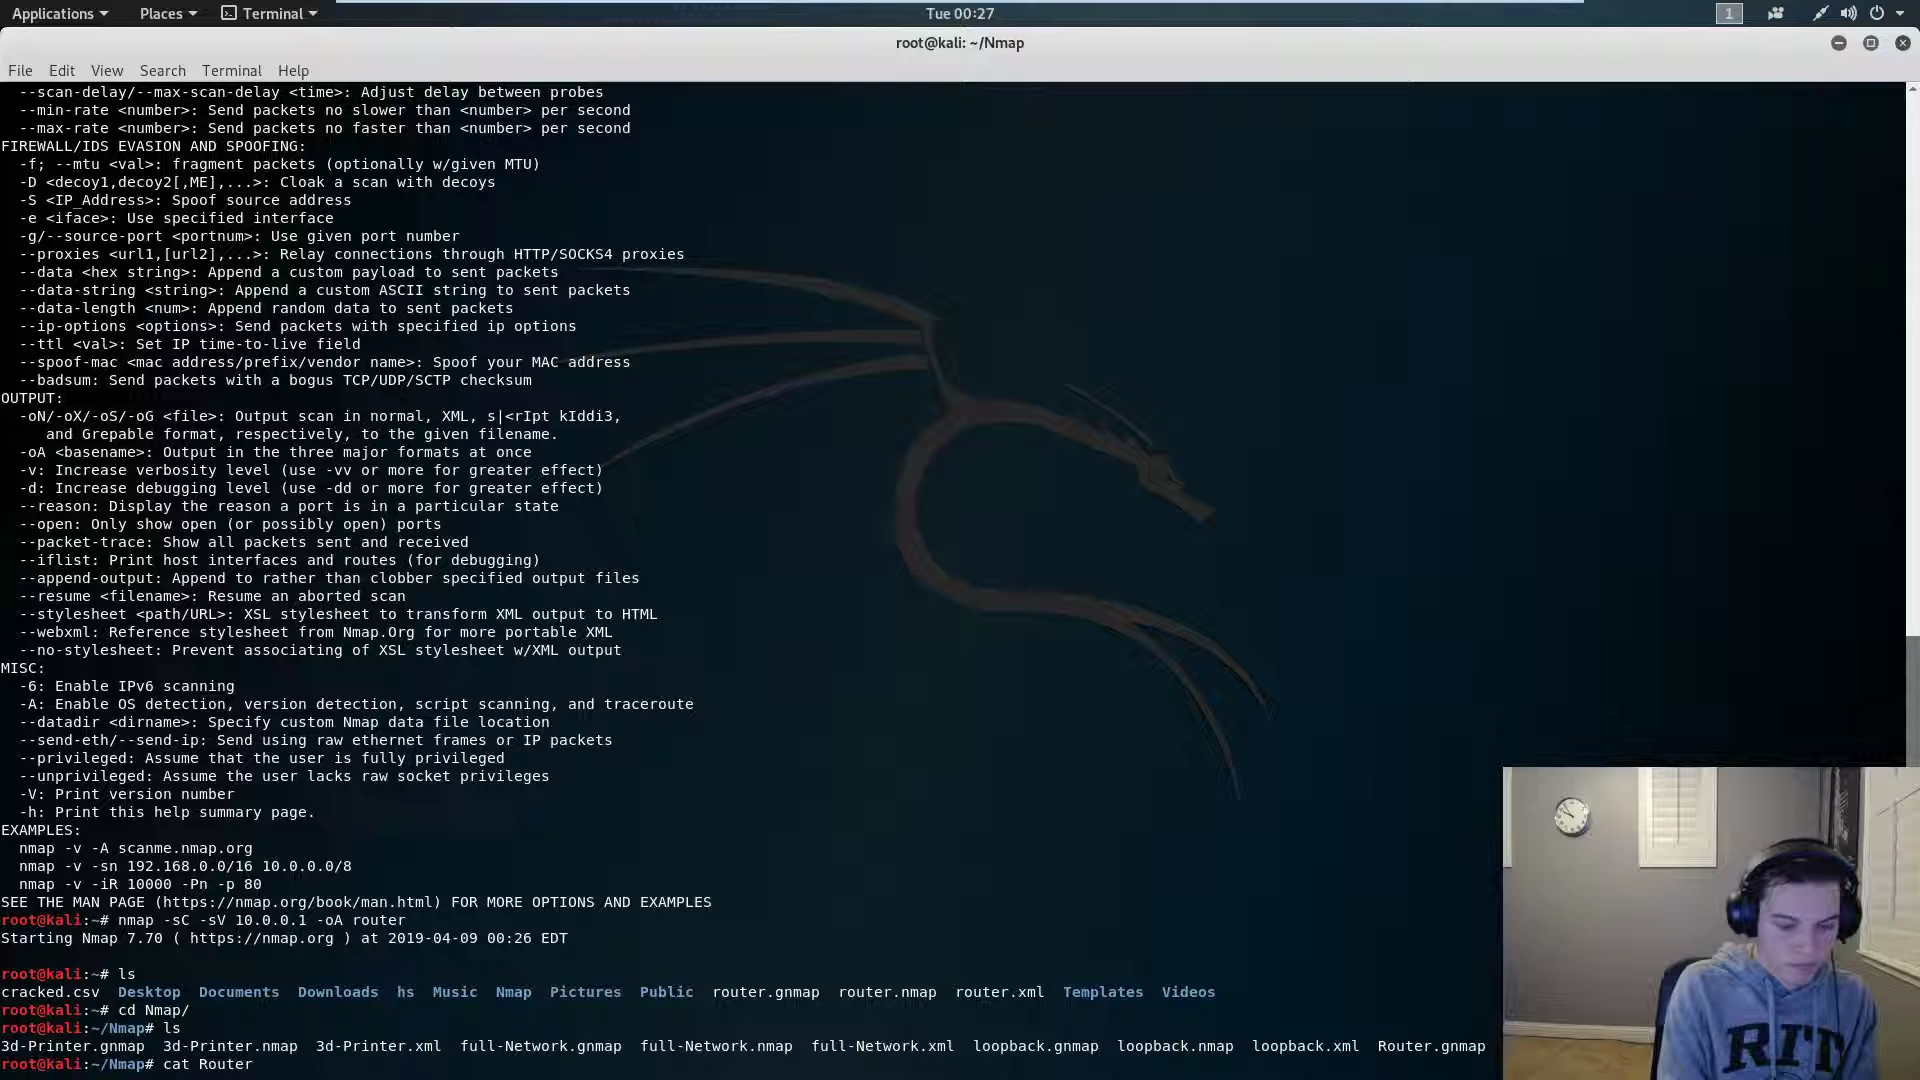 Applications Places Terminal Tue 00:27 1
root@kali: ~/Nmap
File Edit View Search Terminal Help
--scan-delay/--max-scan-delay <time>: Adjust delay between probes
--min-rate <number>: Send packets no slower than <number> per second
--max-rate <number>: Send packets no faster than <number> per second
FIREWALL/IDS EVASION AND SPOOFING:
-f; --mtu <val>: fragment packets (optionally w/given MTU)
-D <decoy1,decoy2[,ME],...>: Cloak a scan with decoys
-S <IP_Address>: Spoof source address
-e <iface>: Use specified interface
-g/--source-port <portnum>: Use given port number
--proxies <url1,[url2],...>: Relay connections through HTTP/SOCKS4 proxies
--data <hex string>: Append a custom payload to sent packets
--data-string <string>: Append a custom ASCII string to sent packets
--data-length <num>: Append random data to sent packets
--ip-options <options>: Send packets with specified ip options
--ttl <val>: Set IP time-to-live field
--spoof-mac <mac address/prefix/vendor name>: Spoof your MAC address
--badsum: Send packets with a bogus TCP/UDP/SCTP checksum
OUTPUT:
-oN/-oX/-oS/-oG <file>: Output scan in normal, XML, s|<rIpt kIddi3,
and Grepable format, respectively, to the given filename.
-oA <basename>: Output in the three major formats at once
-v: Increase verbosity level (use -vv or more for greater effect)
-d: Increase debugging level (use -dd or more for greater effect)
--reason: Display the reason a port is in a particular state
--open: Only show open (or possibly open) ports
--packet-trace: Show all packets sent and received
--iflist: Print host interfaces and routes (for debugging)
--append-output: Append to rather than clobber specified output files
--resume <filename>: Resume an aborted scan
--stylesheet <path/URL>: XSL stylesheet to transform XML output to HTML
--webxml: Reference stylesheet from Nmap.Org for more portable XML
--no-stylesheet: Prevent associating of XSL stylesheet w/XML output
MISC:
-6: Enable IPv6 scanning
-A: Enable OS detection, version detection, script scanning, and traceroute
--datadir <dirname>: Specify custom Nmap data file location
--send-eth/--send-ip: Send using raw ethernet frames or IP packets
--privileged: Assume that the user is fully privileged
--unprivileged: Assume the user lacks raw socket privileges
-V: Print version number
-h: Print this help summary page.
EXAMPLES:
nmap -v -A scanme.nmap.org
nmap -v -sn 192.168.0.0/16 10.0.0.0/8
nmap -v -iR 10000 -Pn -p 80
SEE THE MAN PAGE (https://nmap.org/book/man.html) FOR MORE OPTIONS AND EXAMPLES
root@kali:~# nmap -sC -sV 10.0.0.1 -oA router
Starting Nmap 7.70 ( https://nmap.org ) at 2019-04-09 00:26 EDT
root@kali:~# ls
cracked.csv Desktop Documents Downloads hs Music Nmap Pictures Public router.gnmap router.nmap router.xml Templates Videos
root@kali:~# cd Nmap/
root@kali:~/Nmap# ls
3d-Printer.gnmap 3d-Printer.nmap 3d-Printer.xml full-Network.gnmap full-Network.nmap full-Network.xml loopback.gnmap loopback.nmap loopback.xml Router.gnmap
root@kali:~/Nmap# cat Router
RIT